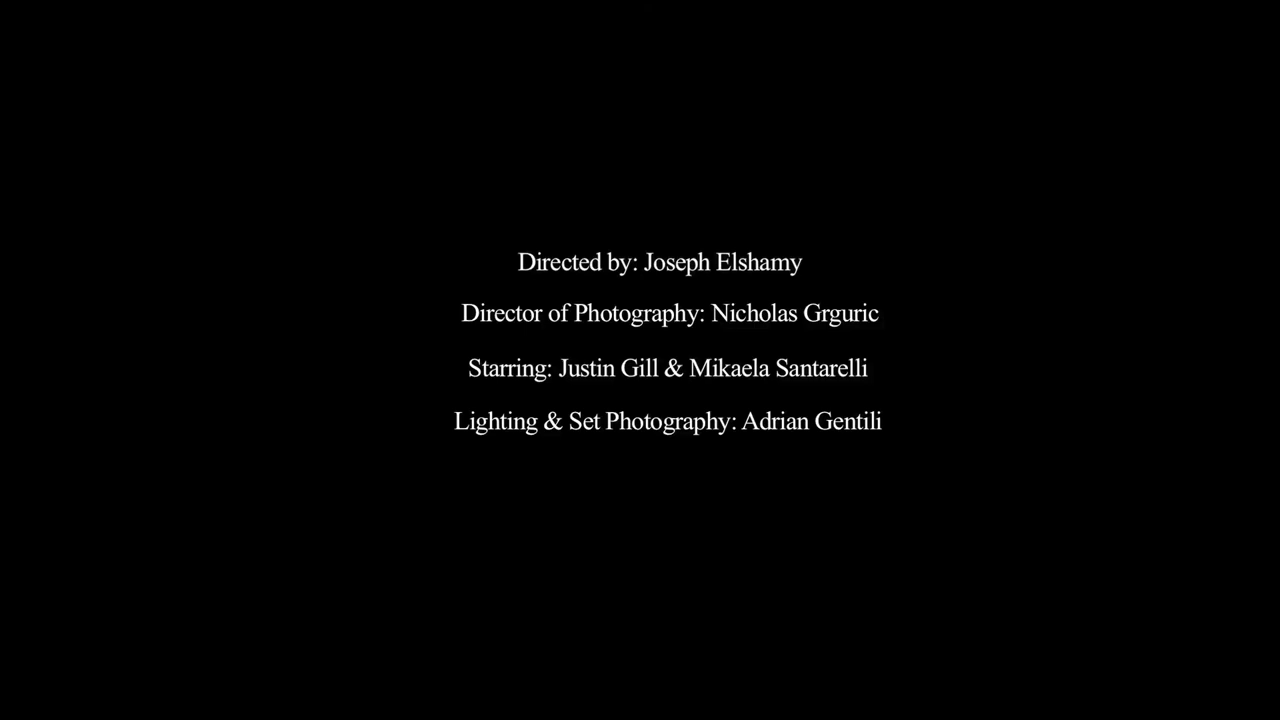 Directed by: Joseph Elshamy
Director of Photography: Nicholas Grguric
Starring: Justin Gill & Mikaela Santarelli
Lighting & Set Photography: Adrian Gentili